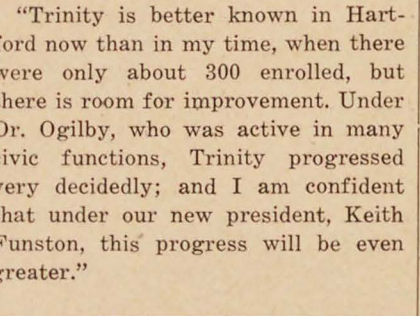 “Trinity is better known in Hart-
ford now than in my time, when there
were only about 300 enrolled, but
there is room for improvement. Under
Dr. Ogilby, who was active in many
civic functions, Trinity progressed
very decidedly; and I am confident
that under our new president, Keith
Funston, this progress will be even
greater.”